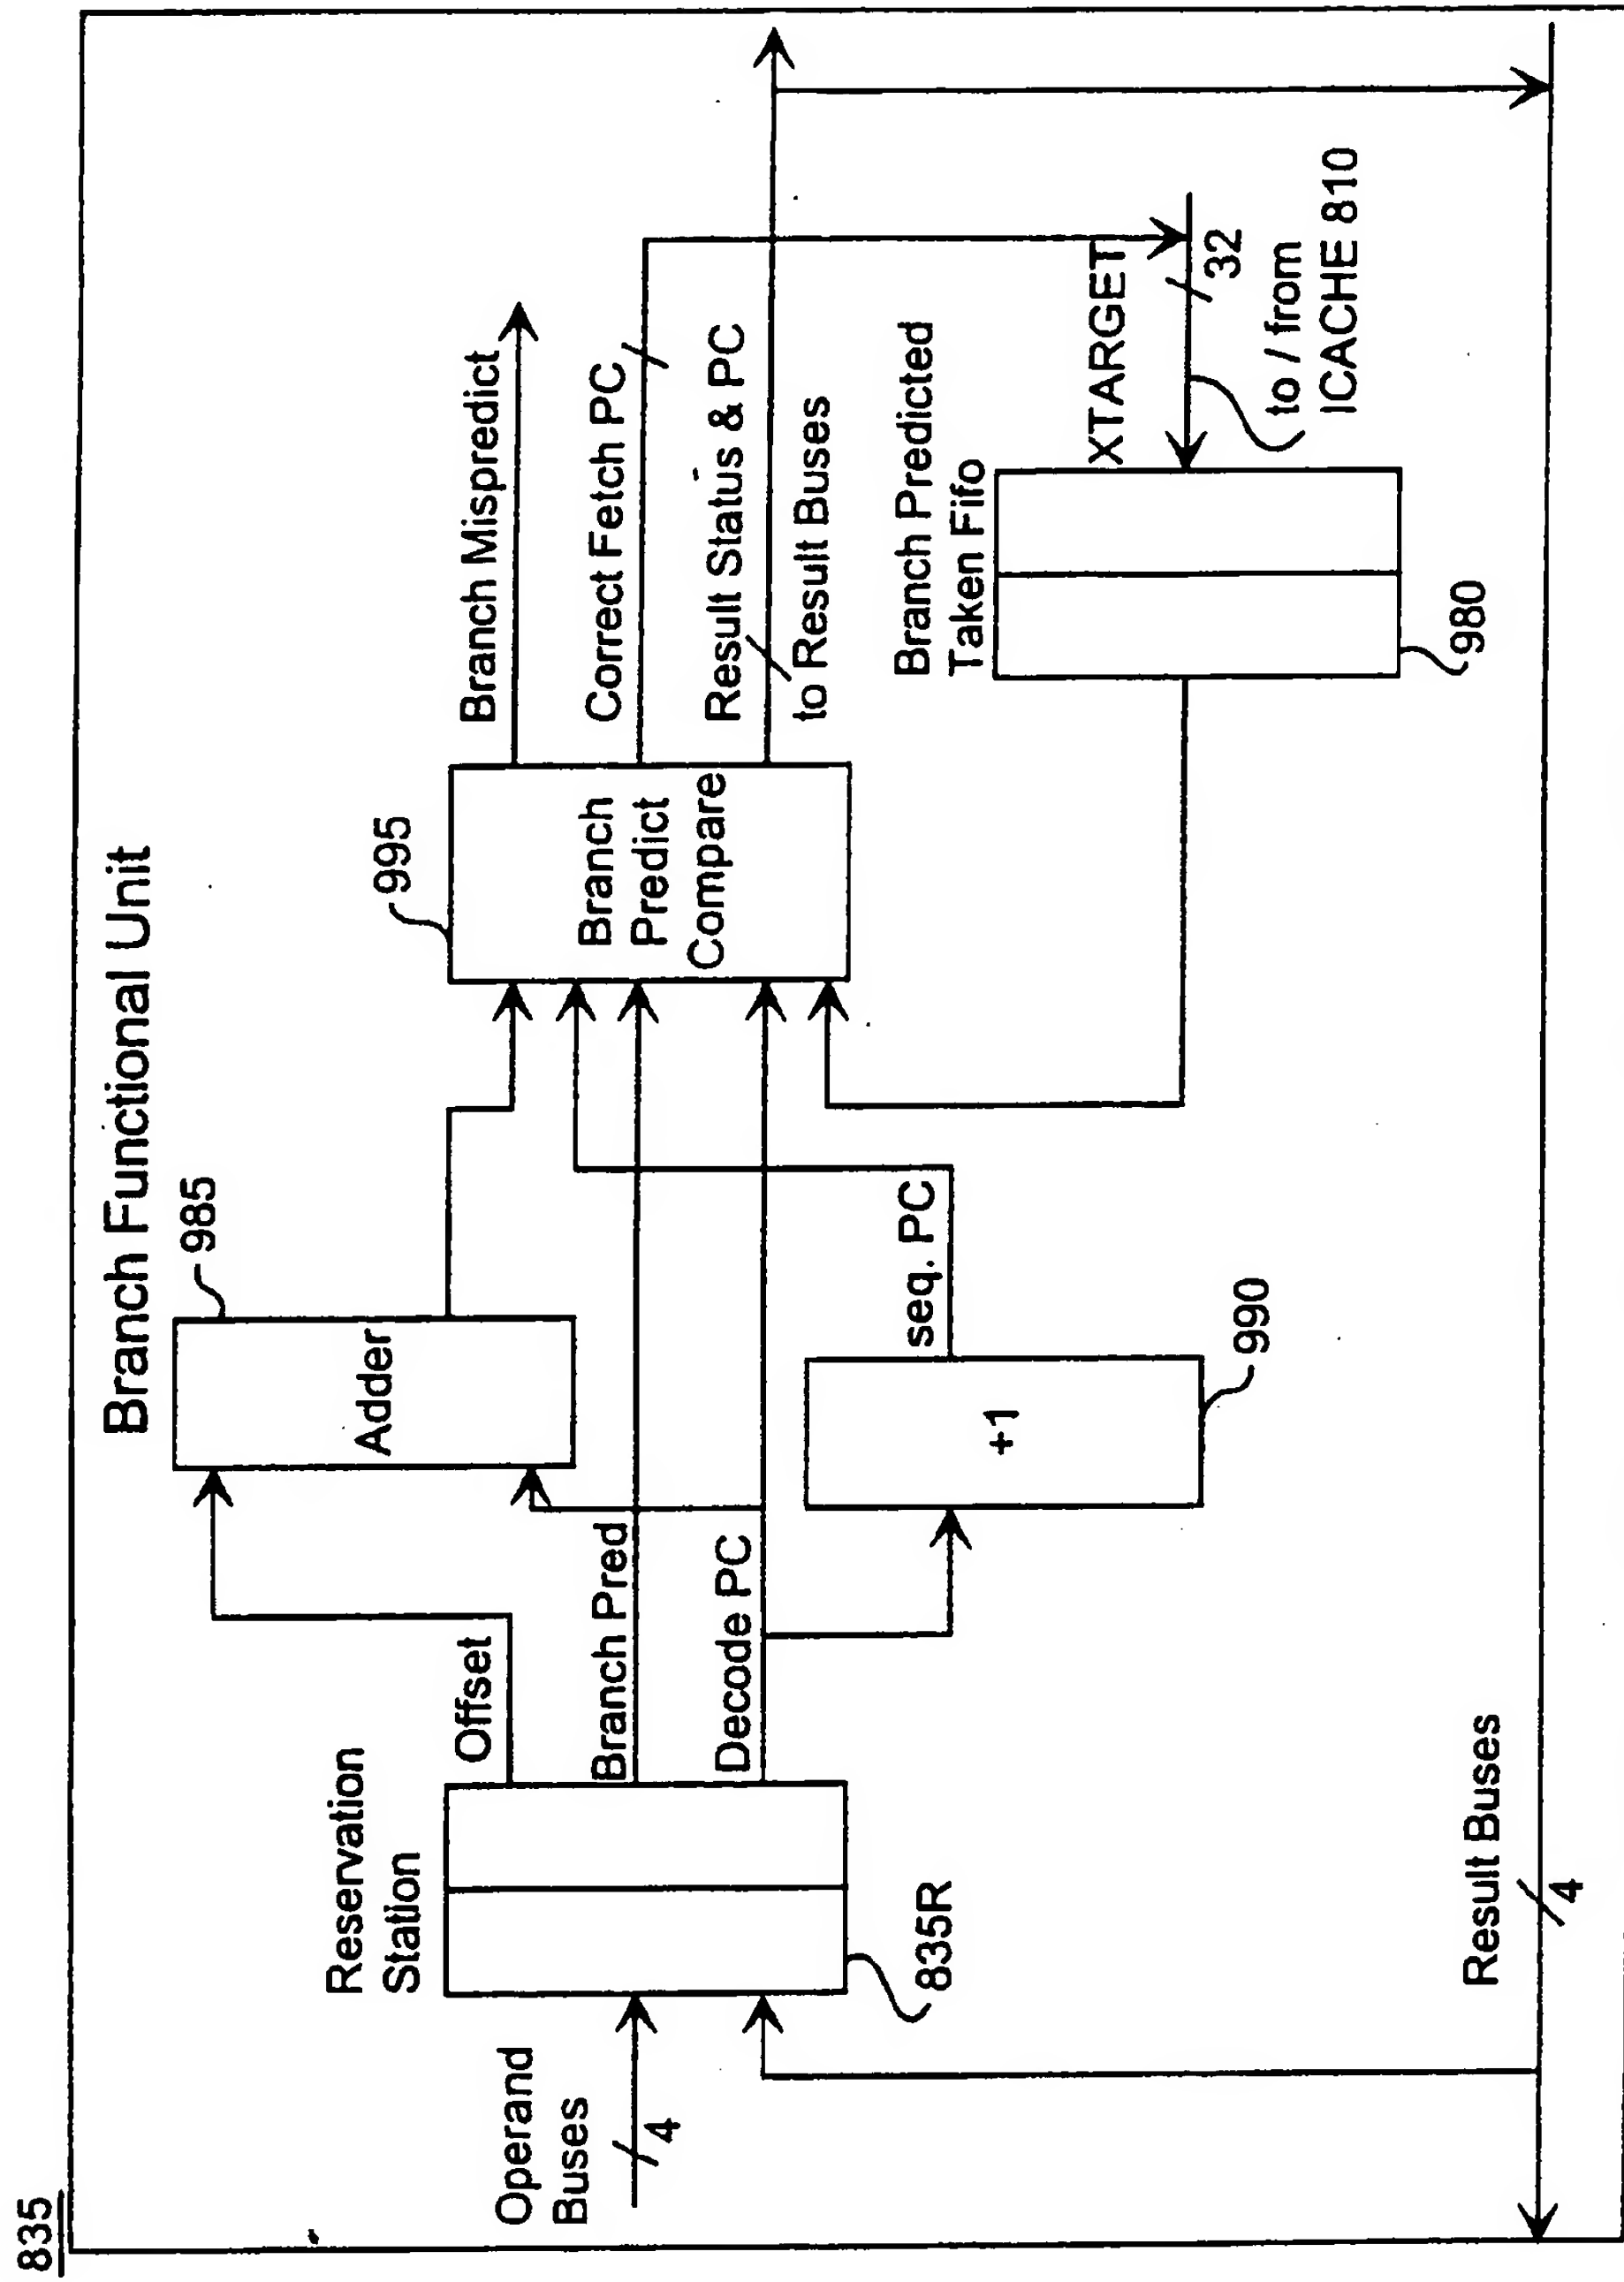 835
Branch Functional Unit
Reservation
Station
Operand
Buses
4
835R
Offset
Branch Pred
Decode PC
Adder
985
+1
990
seq. PC
995
Branch
Predict
Compare
Branch Mispredict
Correct Fetch PC
Result Status & PC
to Result Buses
Branch Predicted
Taken Fifo
980
XTARGET
32
to / from
ICACHE 810
Result Buses
4